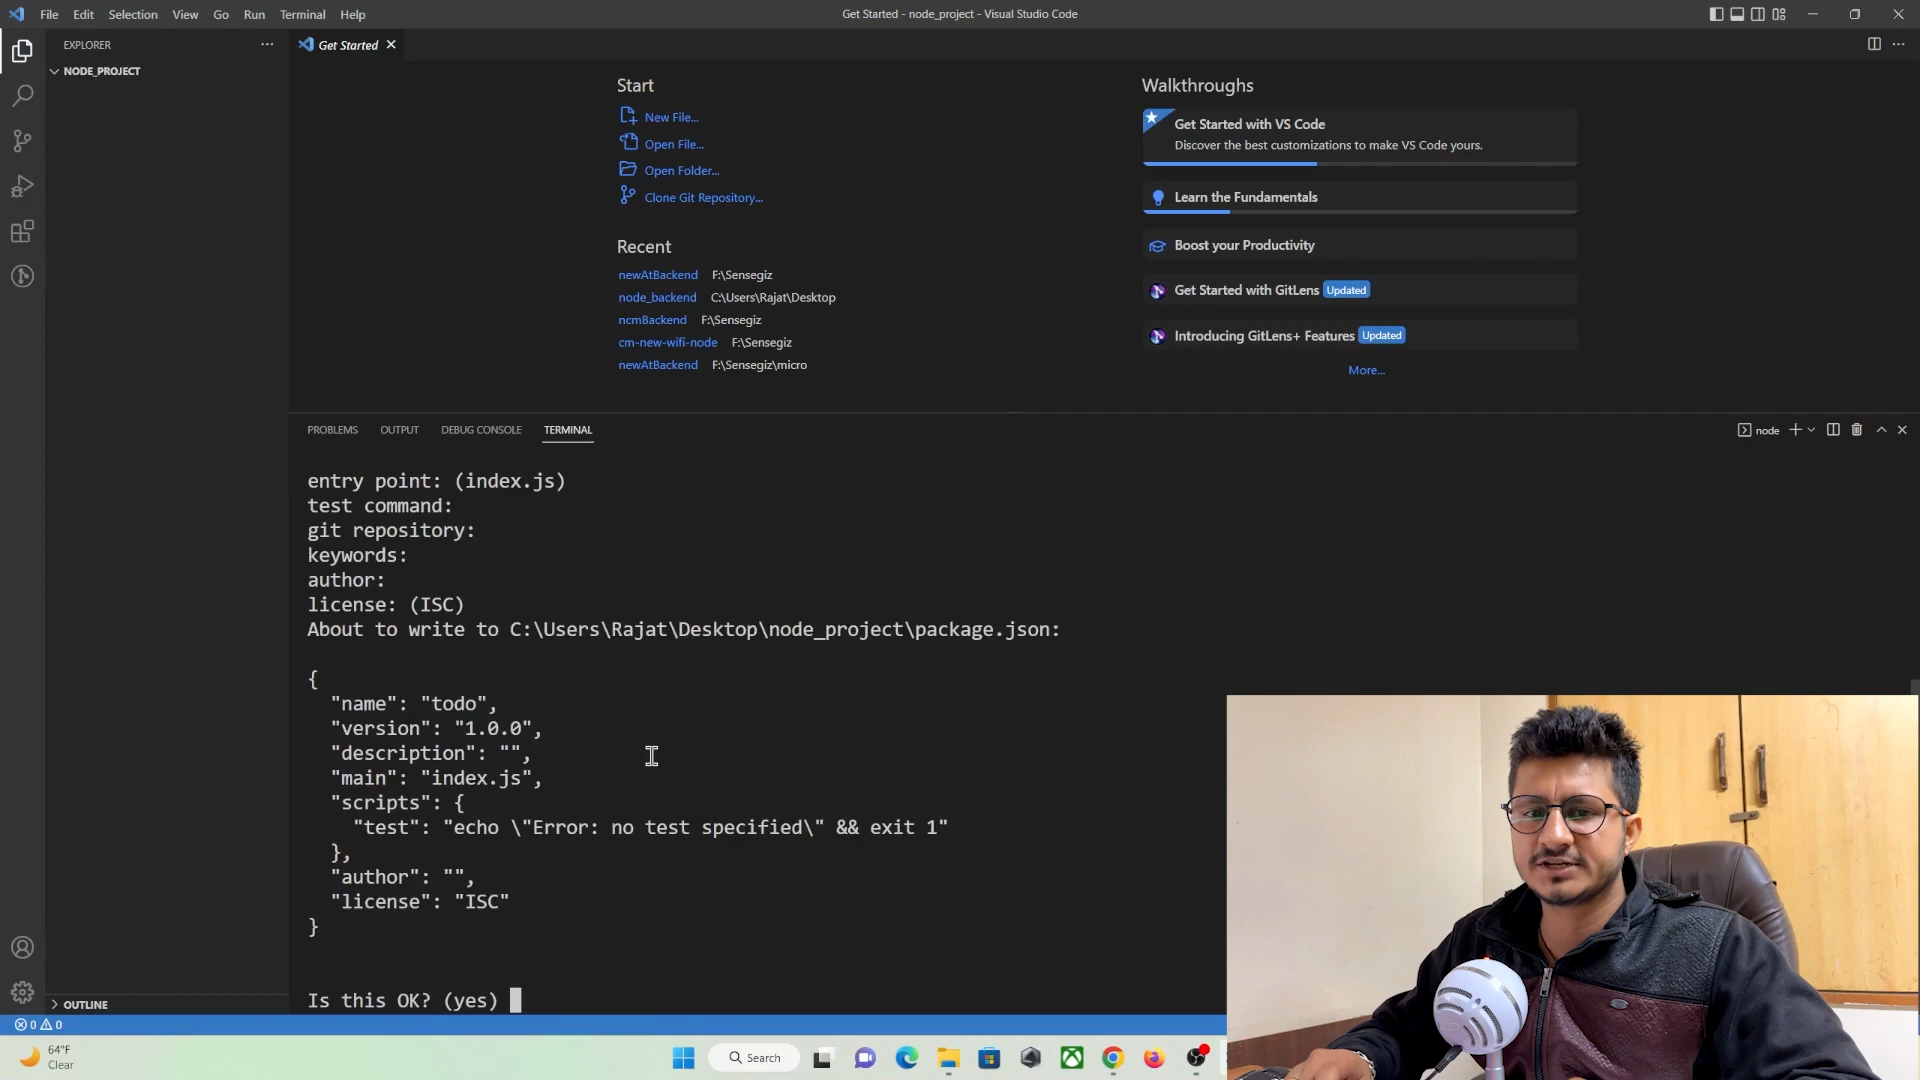 File Edit Selection View Go Run Terminal Help
Get Started - node_project - Visual Studio Code
EXPLORER
Get Started
NODE_PROJECT
Start
New File...
Open File...
Open Folder...
Clone Git Repository...
Recent
newAtBackend F:\Sensegiz
node_backend C:\Users\Rajat\Desktop
ncmBackend F:\Sensegiz
cm-new-wifi-node F:\Sensegiz
newAtBackend F:\Sensegiz\micro
Walkthroughs
Get Started with VS Code
Discover the best customizations to make VS Code yours.
Learn the Fundamentals
Boost your Productivity
Get Started with GitLens Updated
Introducing GitLens+ Features Updated
More...
PROBLEMS OUTPUT DEBUG CONSOLE TERMINAL
node
entry point: (index.js)
test command:
git repository:
keywords:
author:
license: (ISC)
About to write to C:\Users\Rajat\Desktop\node_project\package.json:
{
"name": "todo",
"version": "1.0.0",
"description": "",
"main": "index.js",
"scripts": {
"test": "echo \"Error: no test specified\" && exit 1"
},
"author": "",
"license": "ISC"
}
Is this OK? (yes)
OUTLINE
0 0
64°F
Clear
Search